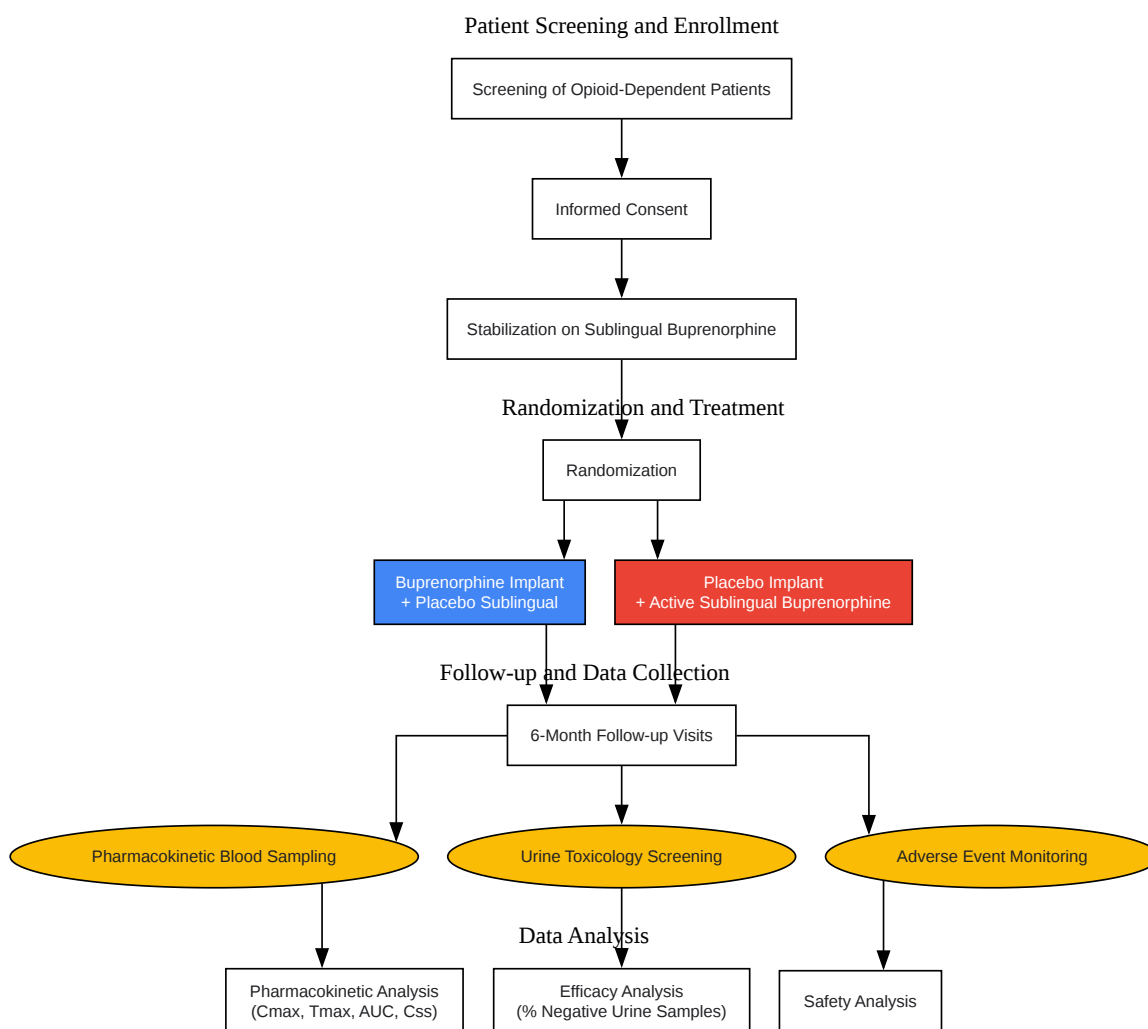 Patient Screening and Enrollment
Screening of Opioid-Dependent Patients
Informed Consent
Stabilization on Sublingual Buprenorphine
Randomization and Treatment
Randomization
Buprenorphine Implant
+ Placebo Sublingual
Placebo Implant
+ Active Sublingual Buprenorphine
Follow-up and Data Collection
6-Month Follow-up Visits
Pharmacokinetic Blood Sampling
Urine Toxicology Screening
Adverse Event Monitoring
Data Analysis
Pharmacokinetic Analysis
(Cmax, Tmax, AUC, Css)
Efficacy Analysis
(% Negative Urine Samples)
Safety Analysis